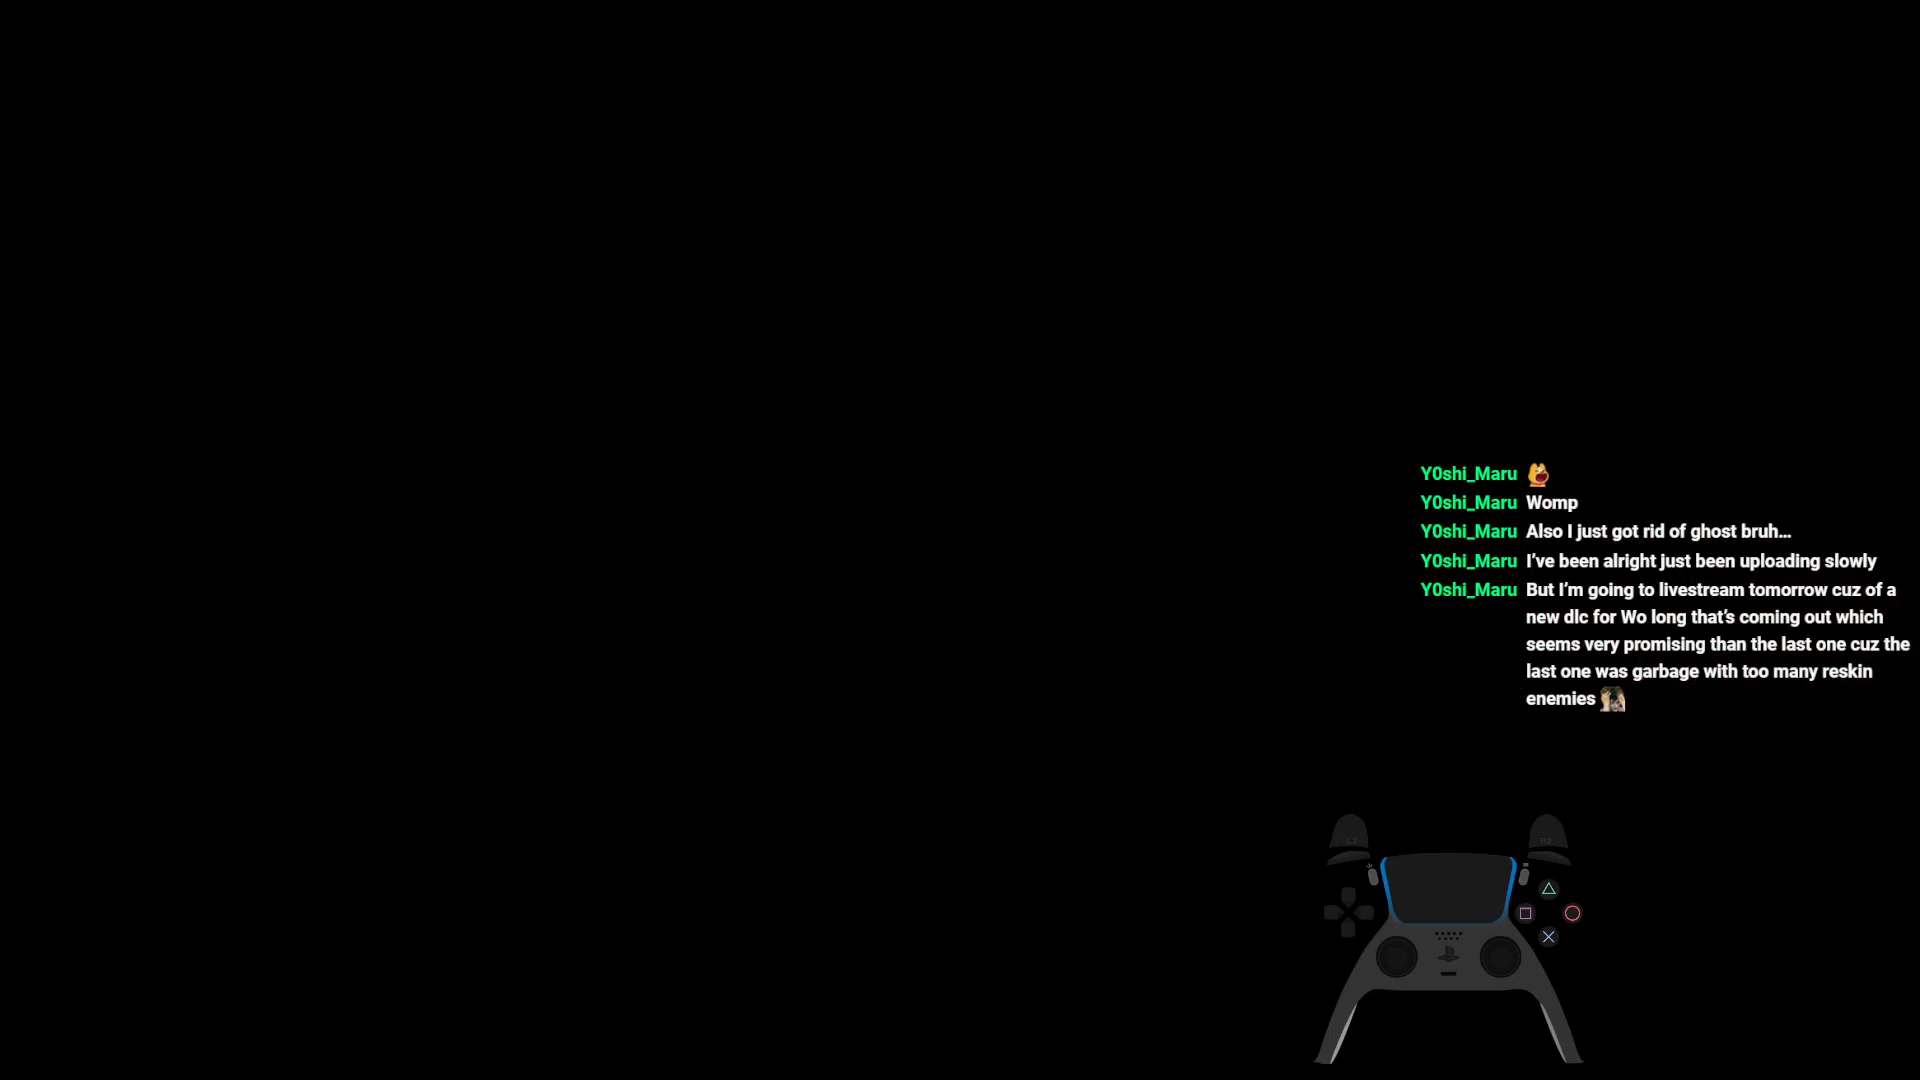 Y0shi_Maru
Y0shi_Maru Womp
Y0shi_Maru Also I just got rid of ghost bruh...
Y0shi_Maru I've been alright just been uploading slowly
Y0shi_Maru But I'm going to livestream tomorrow cuz of a
new dlc for Wo long that's coming out which
seems very promising than the last one cuz the
last one was garbage with too many reskin
enemies
L2
R2